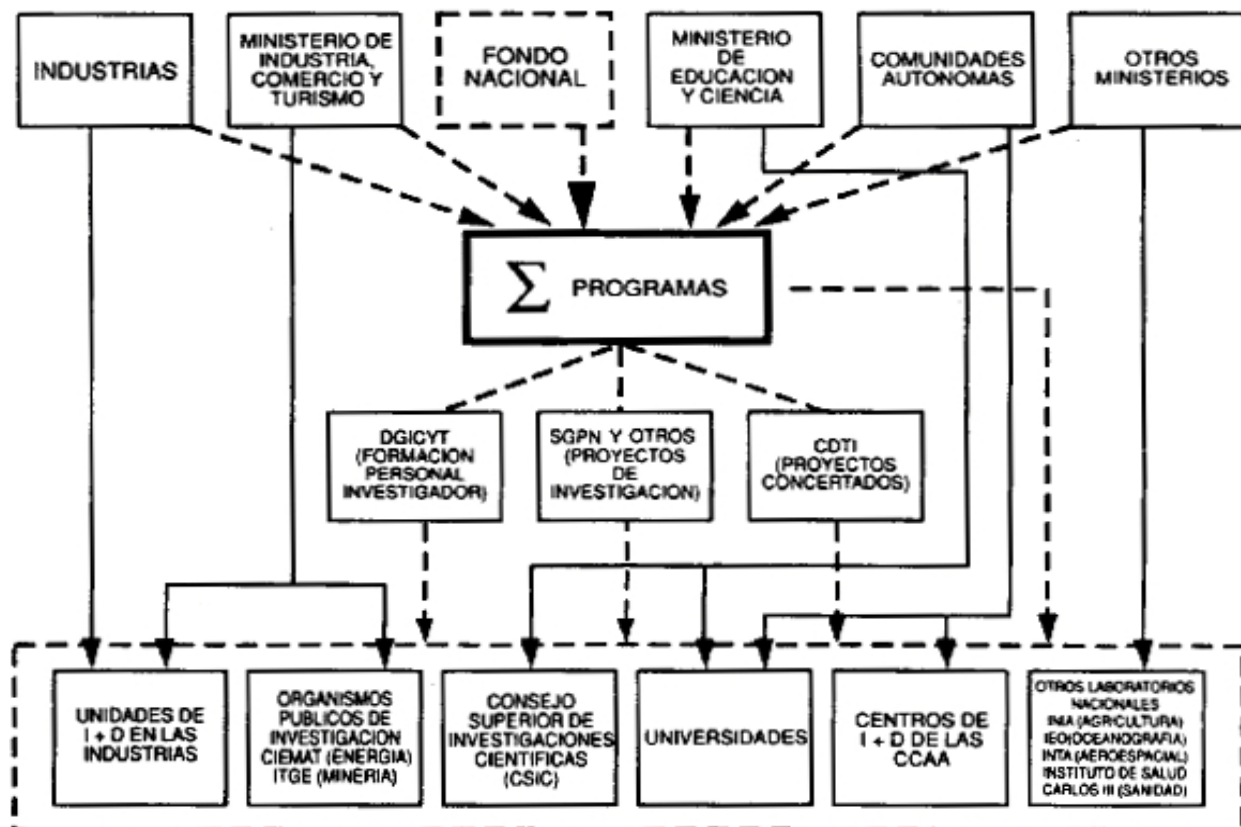 INDUSTRIAS
MINISTERIO DE
INDUSTRIA,
COMERCIO Y
TURISMO
FONDO
NACIONAL
MINISTERIO
DE
EDUCACION
Y CIENCIA
COMUNIDADES
AUTONOMAS
OTROS
MINISTERIOS
Σ PROGRAMAS
DGICYT
(FORMACION
PERSONAL
INVESTIGADOR)
SGPN Y OTROS
(PROYECTOS
DE
INVESTIGACION)
CDTI
(PROYECTOS
CONCERTADOS)
UNIDADES DE
I + D EN LAS
INDUSTRIAS
ORGANISMOS
PUBLICOS DE
INVESTIGACION
CIEMAT (ENERGIA)
ITGE (MINERIA)
CONSEJO
SUPERIOR DE
INVESTIGACIONES
CIENTIFICAS
(CSIC)
UNIVERSIDADES
CENTROS DE
I + D DE LAS
CCAA
OTROS LABORATORIOS
NACIONALES
INIA (AGRICULTURA)
IEO(OCEANOGRAFIA)
INTA (AEROESPACIAL)
INSTITUTO DE SALUD
CARLOS III (SANIDAD)